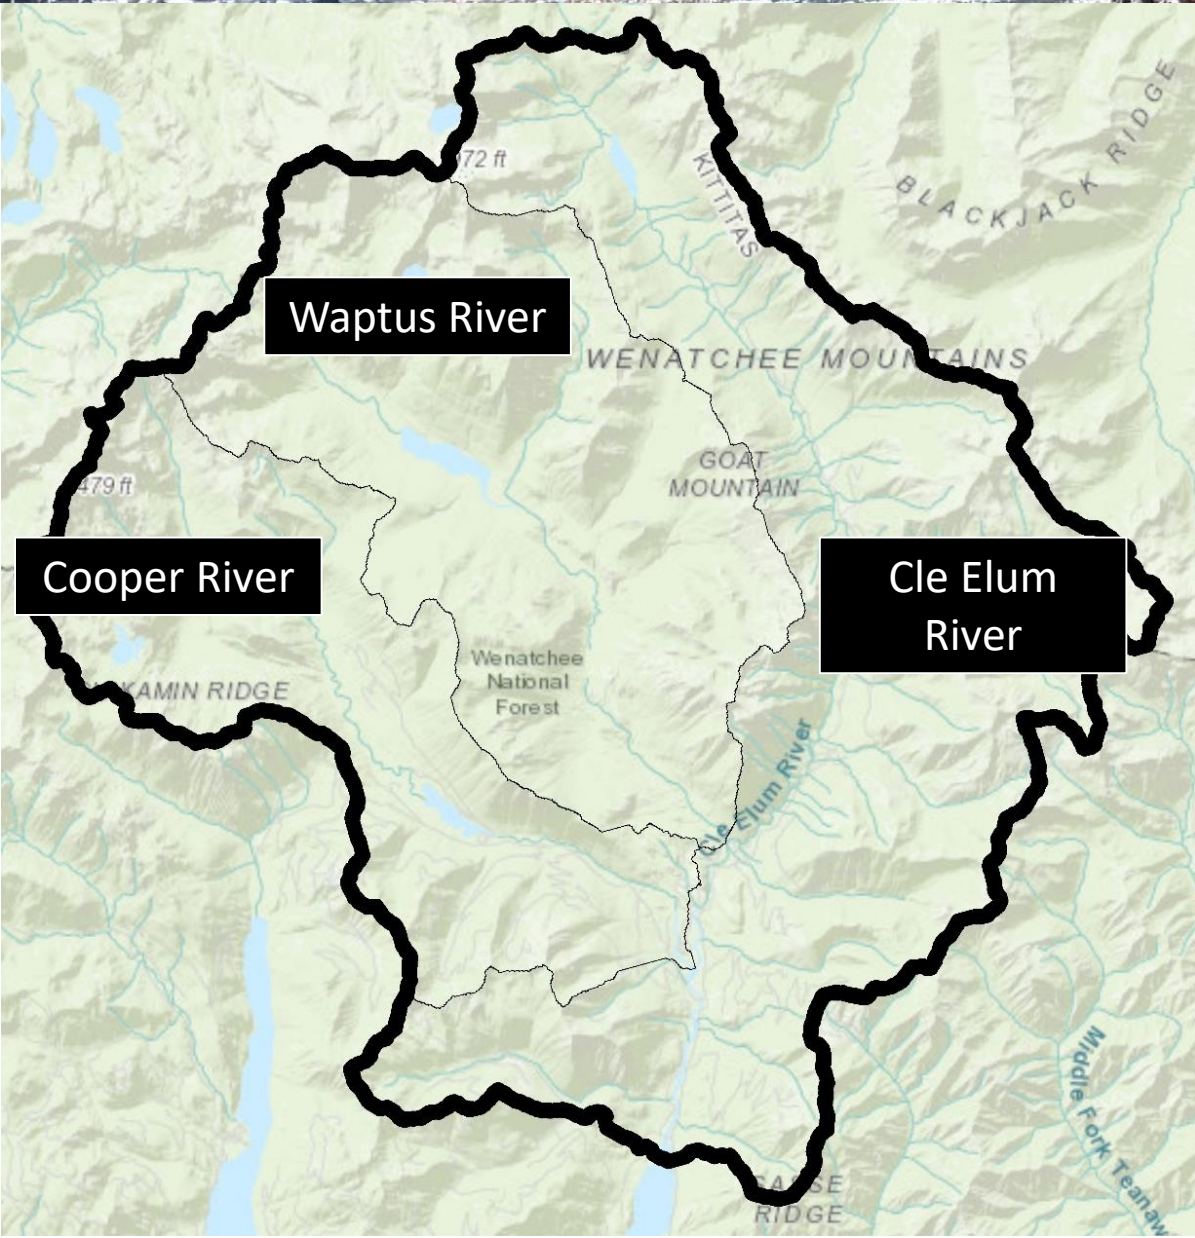 72 ft
KITTITAS
BLACKJACK RIDGE
Waptus River
WENATCHEE MOUNTAINS
GOAT
MOUNTAIN
479 ft
Cooper River
Cle Elum
River
Wenatchee
National
Forest
KAMIN RIDGE
Cle Elum River
Middle Fork Teanaw
SASSE
RIDGE